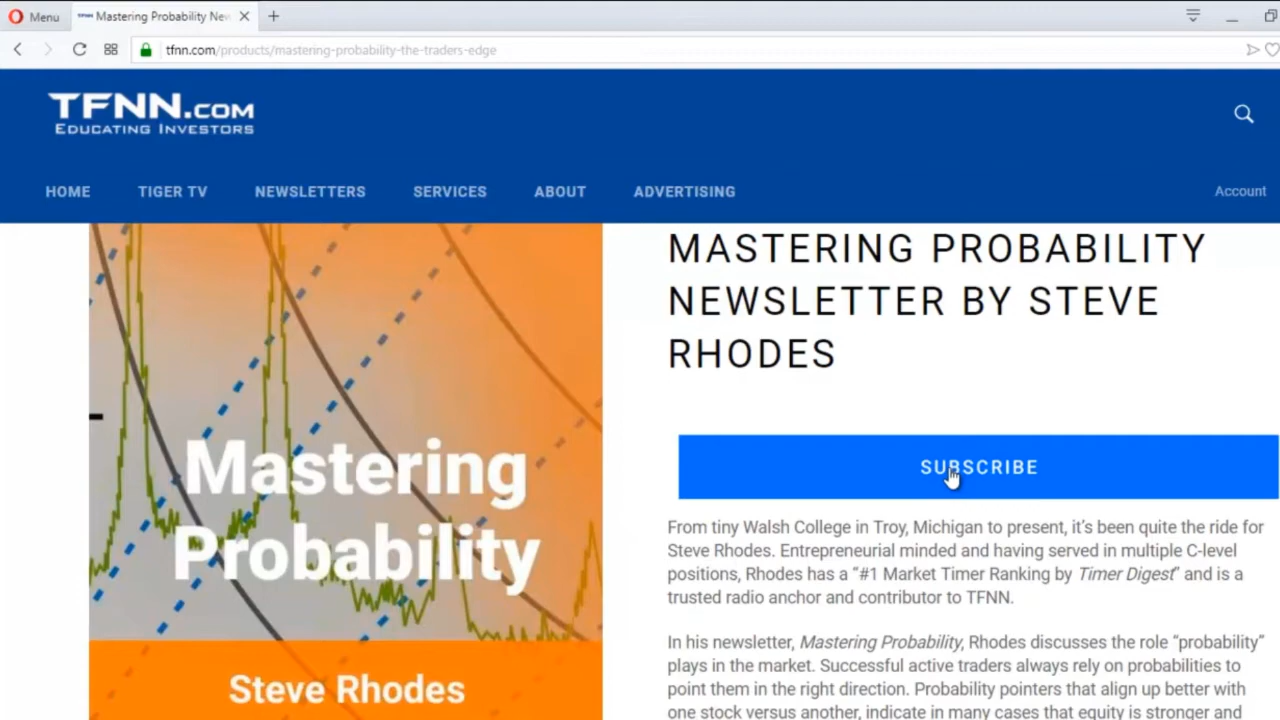 Menu
Mastering Probability New
tfnn.com/products/mastering-probability-the-traders-edge
TFNN.COM
EDUCATING INVESTORS
HOME TIGER TV NEWSLETTERS SERVICES ABOUT ADVERTISING Account
Mastering
Probability
Steve Rhodes
MASTERING PROBABILITY
NEWSLETTER BY STEVE
RHODES
SUBSCRIBE
From tiny Walsh College in Troy, Michigan to present, it’s been quite the ride for
Steve Rhodes. Entrepreneurial minded and having served in multiple C-level
positions, Rhodes has a “#1 Market Timer Ranking by Timer Digest” and is a
trusted radio anchor and contributor to TFNN.
In his newsletter, Mastering Probability, Rhodes discusses the role “probability”
plays in the market. Successful active traders always rely on probabilities to
point them in the right direction. Probability pointers that align up better with
one stock versus another, indicate in many cases that equity is stronger and